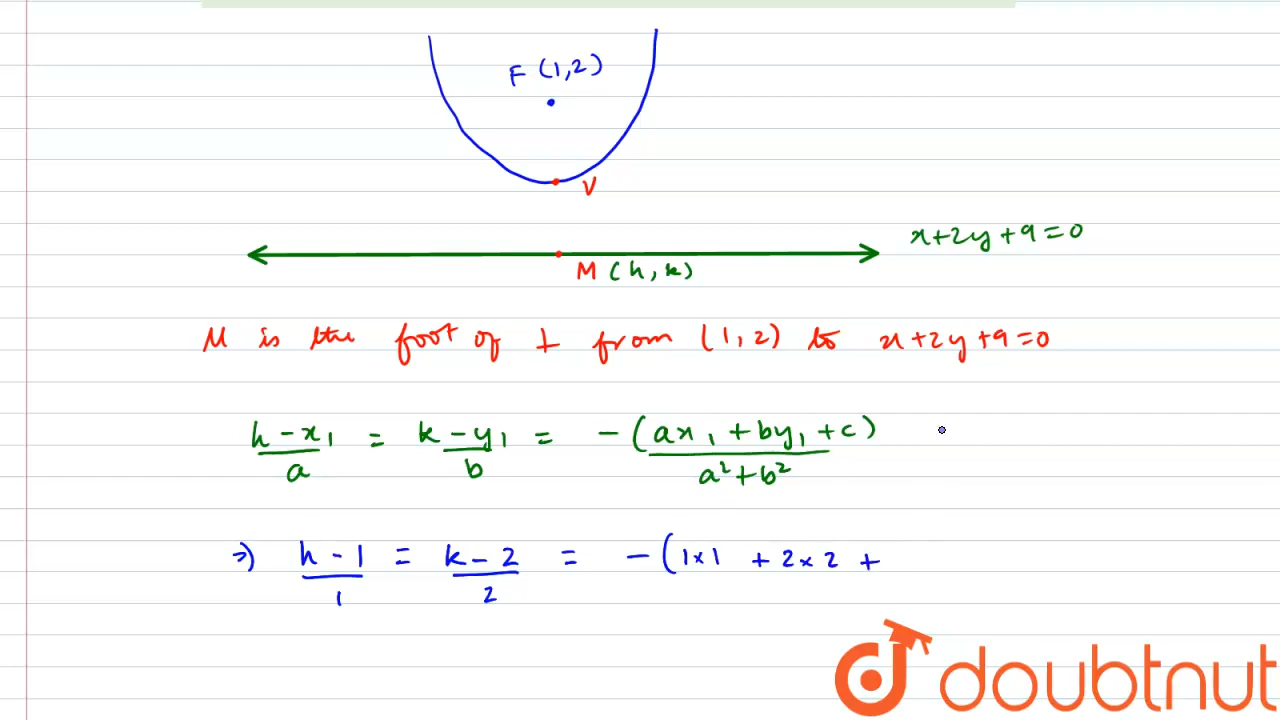 F (1,2)
V
x+2y+9=0
M (h, k)
M is the foot of ⊥ from (1, 2) to x+2y+9=0
h - x₁/a = k - y₁/b = -(ax₁ + by₁ + c)/a² + b²
⇒ h - 1/1 = k - 2/2 = -(1×1 + 2×2 +
doubtnut